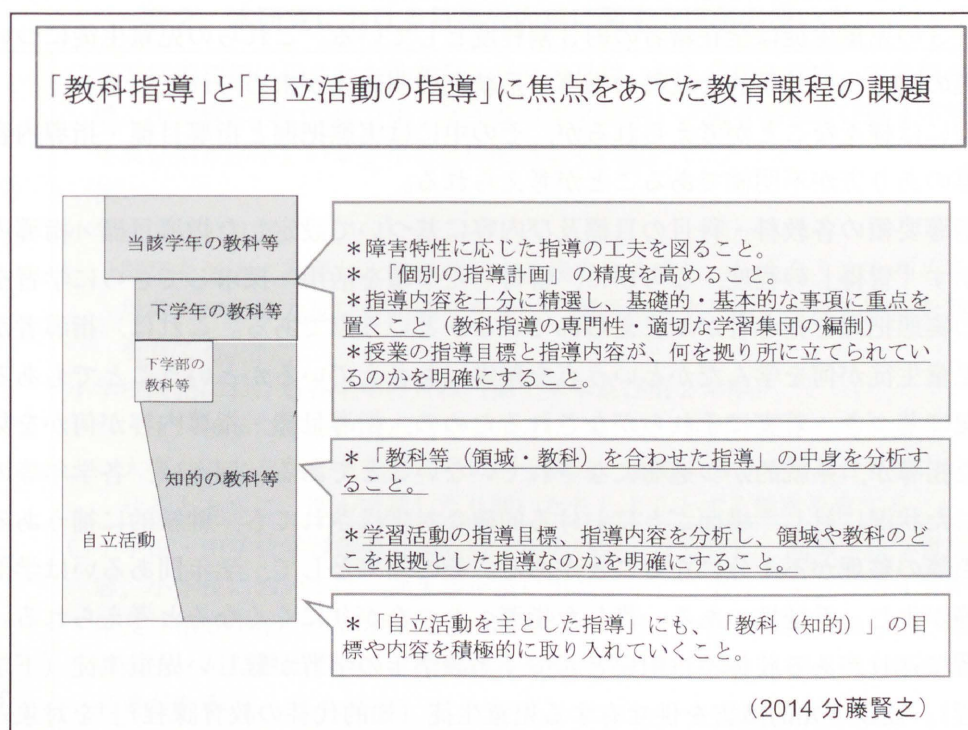 「教科指導」と「自立活動の指導」に焦点をあてた教育課程の課題
当該学年の教科等
下学年の教科等
下学部の
教科等
知的の教科等
自立活動
＊障害特性に応じた指導の工夫を図ること。
＊「個別の指導計画」の精度を高めること。
＊指導内容を十分に精選し、基礎的・基本的な事項に重点を
置くこと（教科指導の専門性・適切な学習集団の編制）
＊授業の指導目標と指導内容が、何を拠り所に立てられてい
るのかを明確にすること。
＊「教科等（領域・教科）を合わせた指導」の中身を分析す
ること。
＊学習活動の指導目標、指導内容を分析し、領域や教科のど
こを根拠とした指導なのかを明確にすること。
＊「自立活動を主とした指導」にも、「教科（知的）」の目
標や内容を積極的に取り入れていくこと。
（2014 分藤賢之）